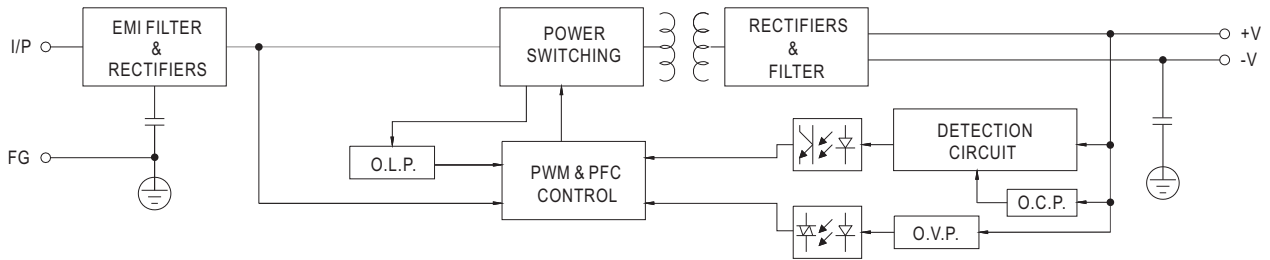 I/P
EMI FILTER
&
RECTIFIERS
POWER
SWITCHING
RECTIFIERS
&
FILTER
+V
-V
FG
O.L.P.
PWM & PFC
CONTROL
DETECTION
CIRCUIT
O.C.P.
O.V.P.